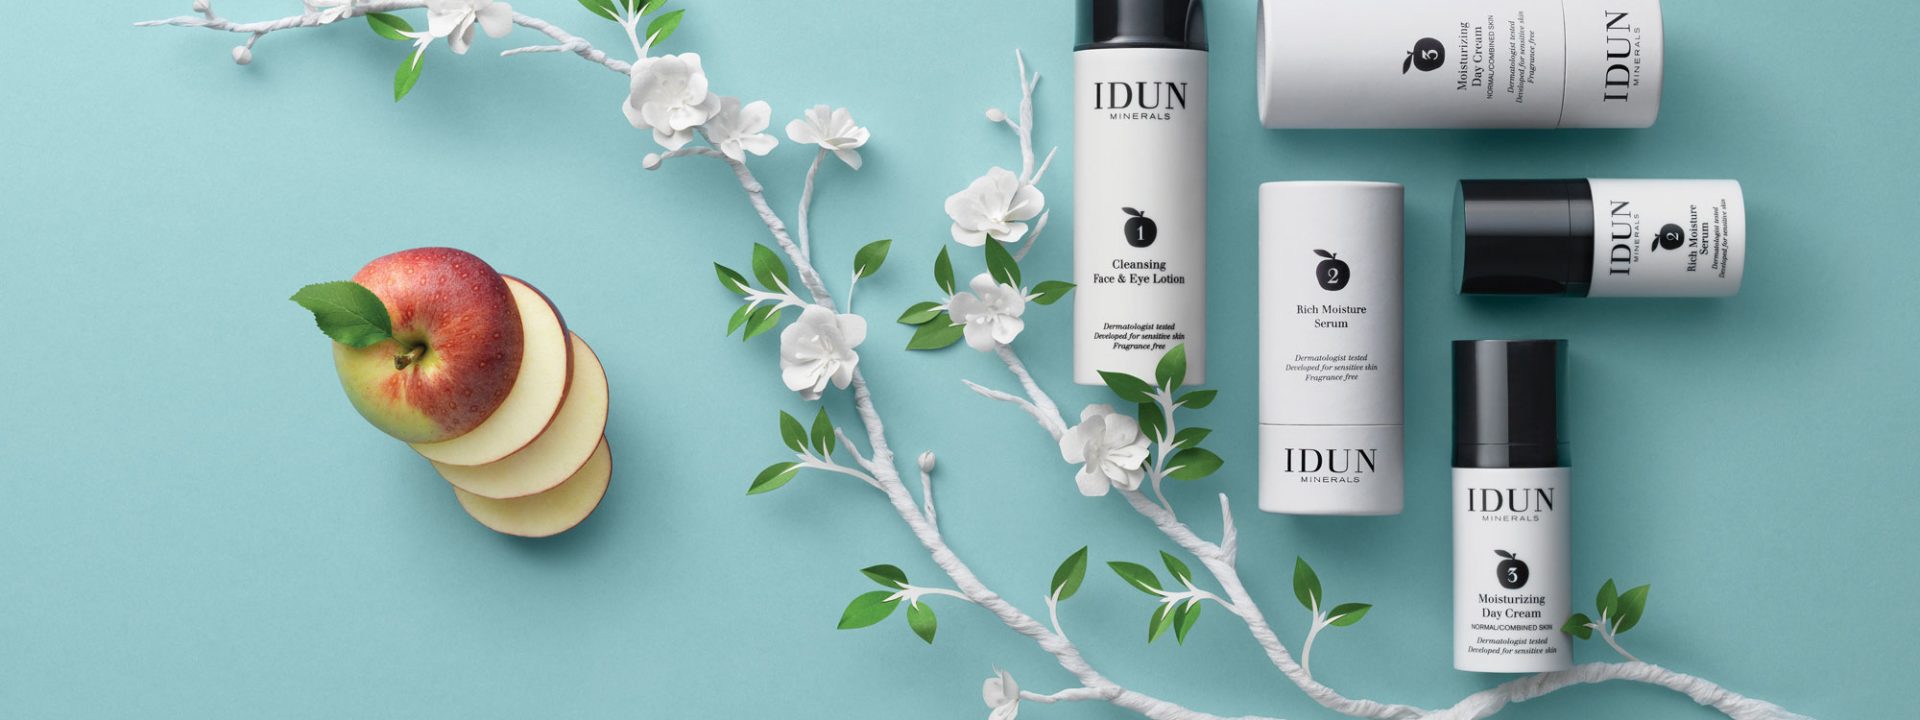 IDUN
MINERALS
1
Cleansing
Face & Eye Lotion
Dermatologist tested
Developed for sensitive skin
Fragrance free
3
Moisturizing
Day Cream
NORMAL/COMBINED SKIN
Dermatologist tested
Developed for sensitive skin
Fragrance free
IDUN
MINERALS
2
Rich Moisture
Serum
Dermatologist tested
Developed for sensitive skin
Fragrance free
IDUN
MINERALS
IDUN
MINERALS
2
Rich Moisture
Serum
Dermatologist tested
Developed for sensitive skin
IDUN
MINERALS
3
Moisturizing
Day Cream
NORMAL/COMBINED SKIN
Dermatologist tested
Developed for sensitive skin